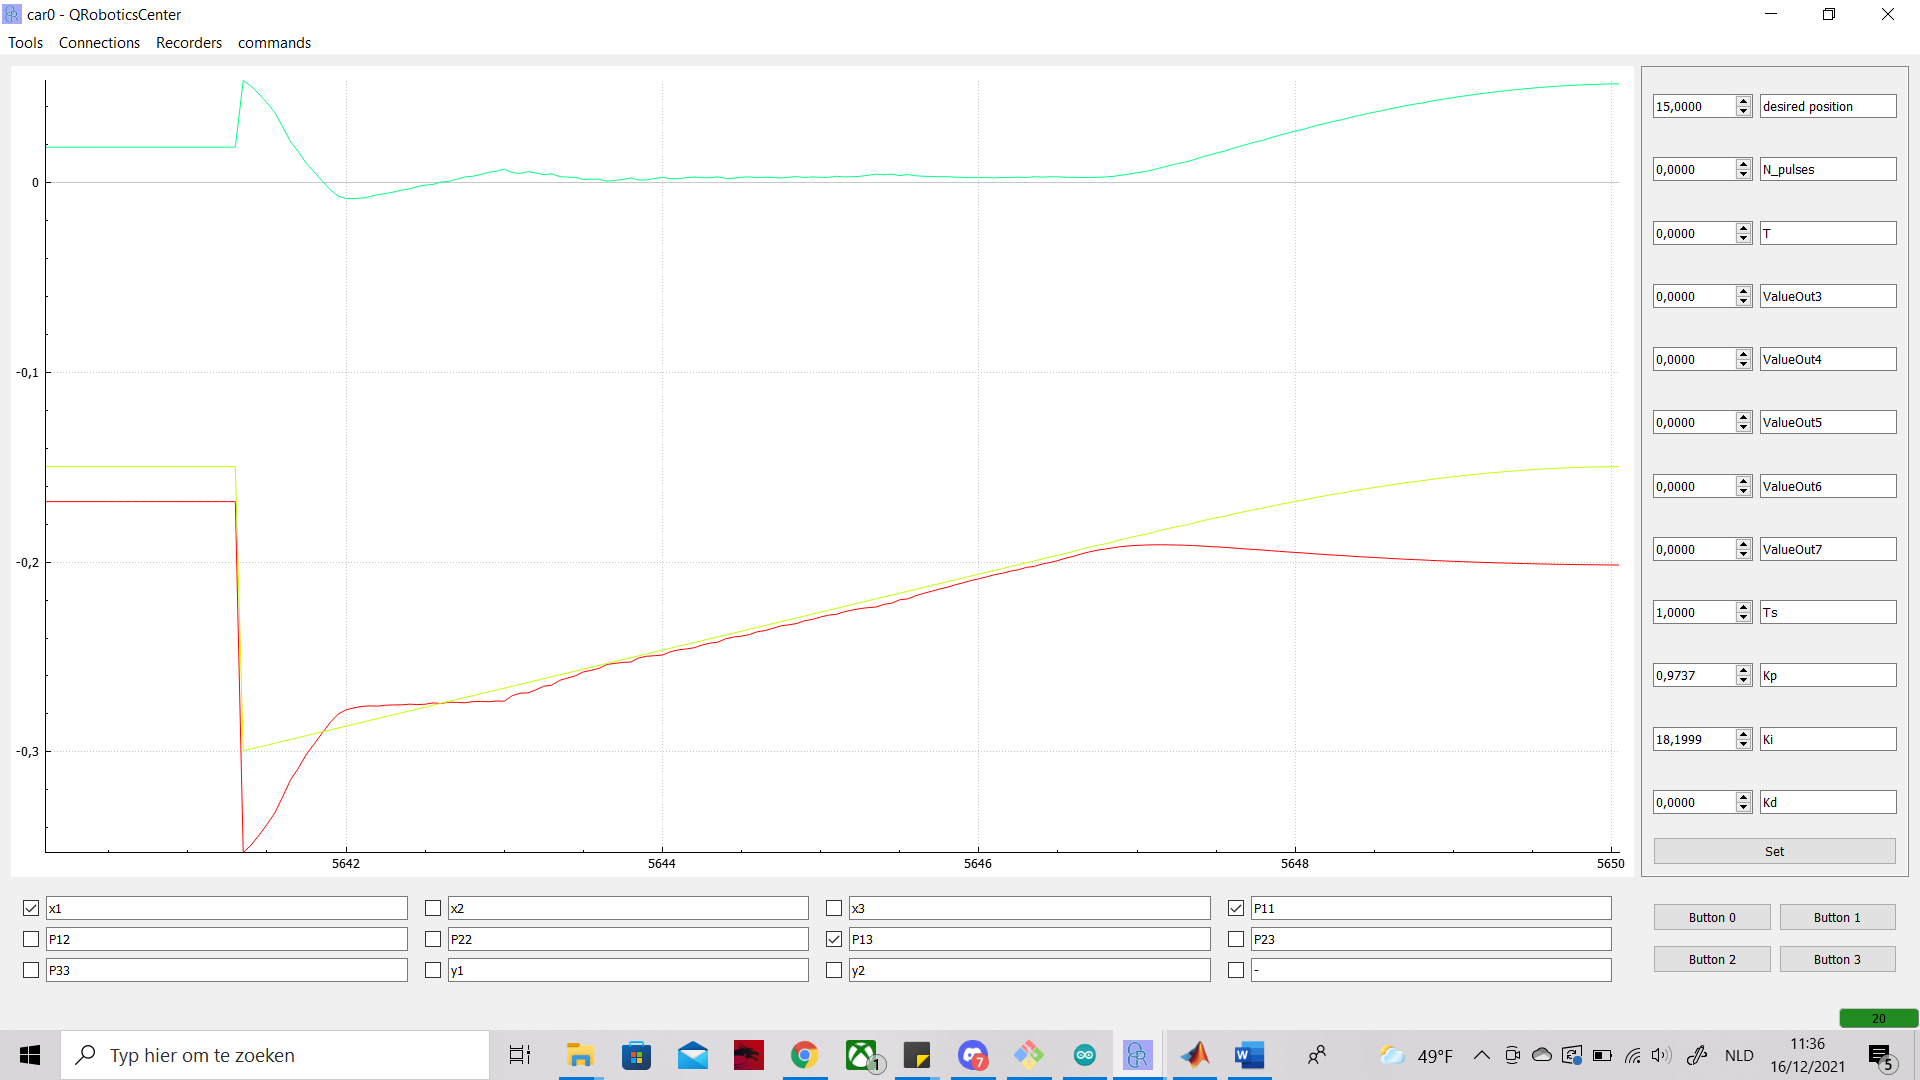 car0 - QRoboticsCenter
Tools Connections Recorders commands
0
-0,1
-0,2
-0,3
5642 5644 5646 5648 5650
15,0000 desired position
0,0000 N_pulses
0,0000 T
0,0000 ValueOut3
0,0000 ValueOut4
0,0000 ValueOut5
0,0000 ValueOut6
0,0000 ValueOut7
1,0000 Ts
0,9737 Kp
18,1999 Ki
0,0000 Kd
Set
x1 x2 x3 P11
P12 P22 P13 P23
P33 y1 y2 -
Button 0 Button 1
Button 2 Button 3
20
Typ hier om te zoeken
1
7
49°F
NLD
11:36
16/12/2021
5